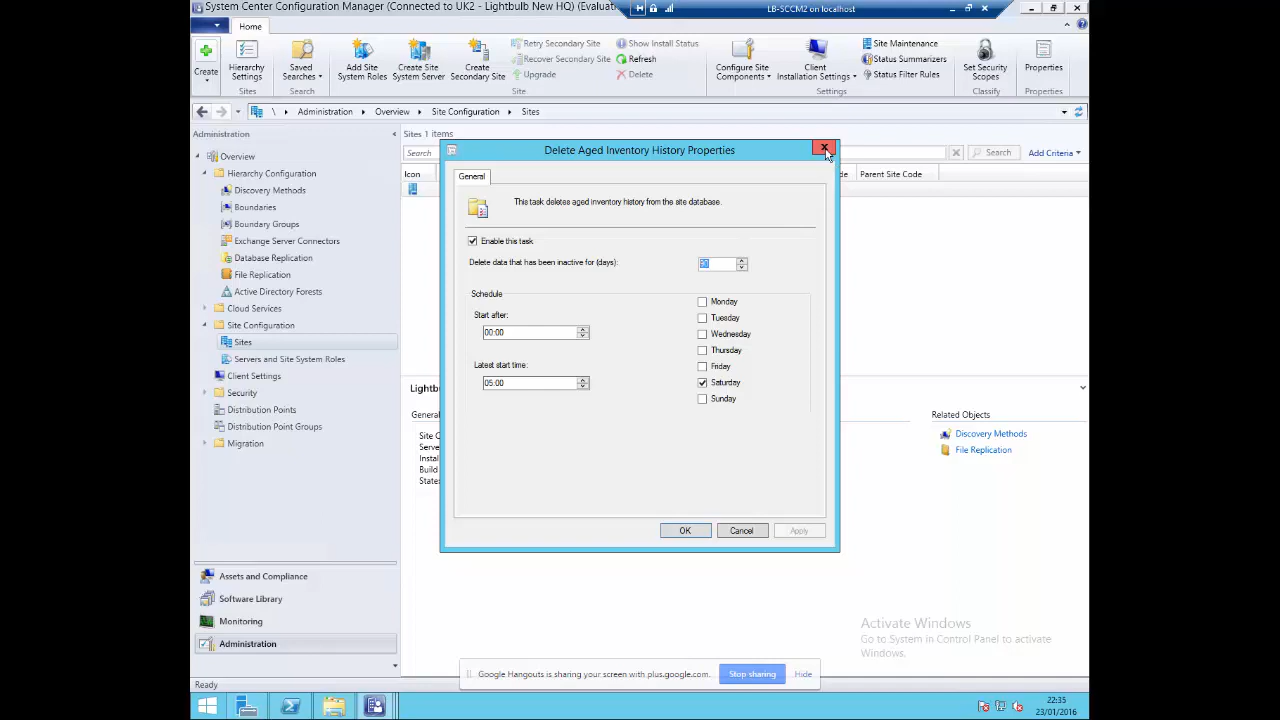 System Center Configuration Manager (Connected to UK2 - Lightbulb New HQ) (Evalua
LB-SCCM2 on localhost
Home
Create
Hierarchy Settings
Saved Searches
Add Site System Roles
Create Site System Server
Create Secondary Site
Retry Secondary Site
Recover Secondary Site
Upgrade
Show Install Status
Refresh
Delete
Configure Site Components
Client Installation Settings
Site Maintenance
Status Summarizers
Status Filter Rules
Set Security Scopes
Properties
Sites
Search
Site
Settings
Classify
Properties
\ Administration Overview Site Configuration Sites
Administration
Overview
Hierarchy Configuration
Discovery Methods
Boundaries
Boundary Groups
Exchange Server Connectors
Database Replication
File Replication
Active Directory Forests
Cloud Services
Site Configuration
Sites
Servers and Site System Roles
Client Settings
Security
Distribution Points
Distribution Point Groups
Migration
Assets and Compliance
Software Library
Monitoring
Administration
Ready
Sites 1 items
Search
Search
Add Criteria
Icon
de
Parent Site Code
Delete Aged Inventory History Properties
General
This task deletes aged inventory history from the site database.
Enable this task
Delete data that has been inactive for (days):
90
Schedule
Start after:
00:00
Latest start time:
05:00
Monday
Tuesday
Wednesday
Thursday
Friday
Saturday
Sunday
OK
Cancel
Apply
Lightb
Genera
Site C
Serve
Instal
Build
State
Related Objects
Discovery Methods
File Replication
Activate Windows
Go to System in Control Panel to activate
Windows.
Google Hangouts is sharing your screen with plus.google.com.
Stop sharing
Hide
22:35
23/01/2016